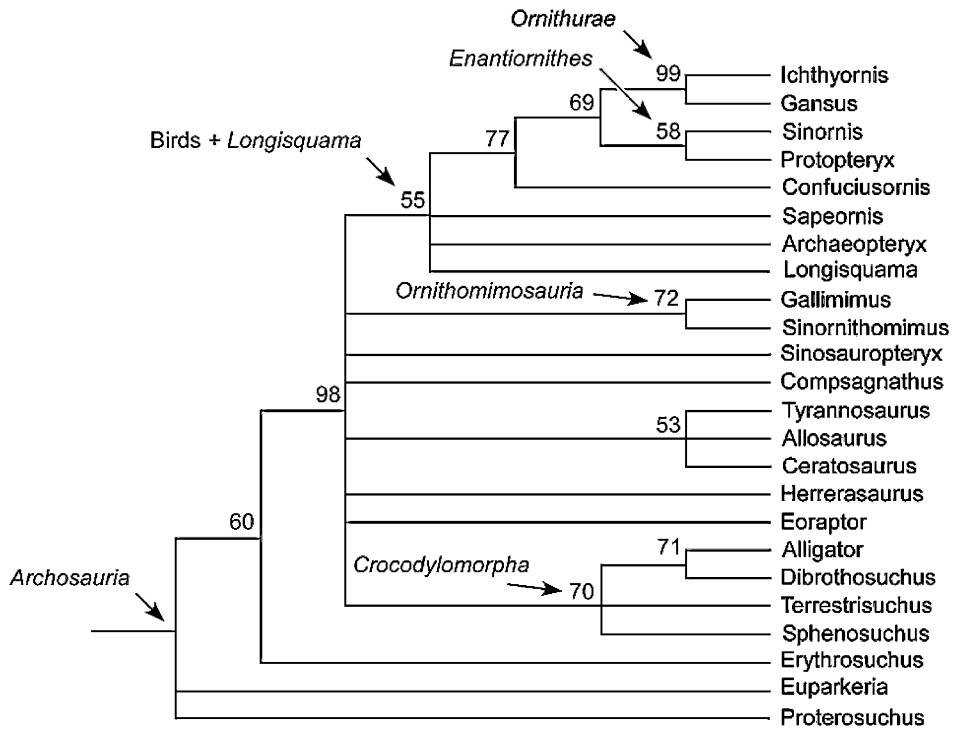 Ornithurae
Enantiornithes
99
Ichthyornis
Gansus
69
58
Sinornis
Birds + Longisquama
77
Protopteryx
Confuciusornis
55
Sapeornis
Archaeopteryx
Longisquama
Ornithomimosauria
72
Gallimimus
Sinornithomimus
Sinosauropteryx
98
Compsagnathus
Tyrannosaurus
53
Allosaurus
Ceratosaurus
Herrerasaurus
60
Eoraptor
Crocodylomorpha
71
Alligator
Archosauria
70
Dibrothosuchus
Terrestrisuchus
Sphenosuchus
Erythrosuchus
Euparkeria
Proterosuchus